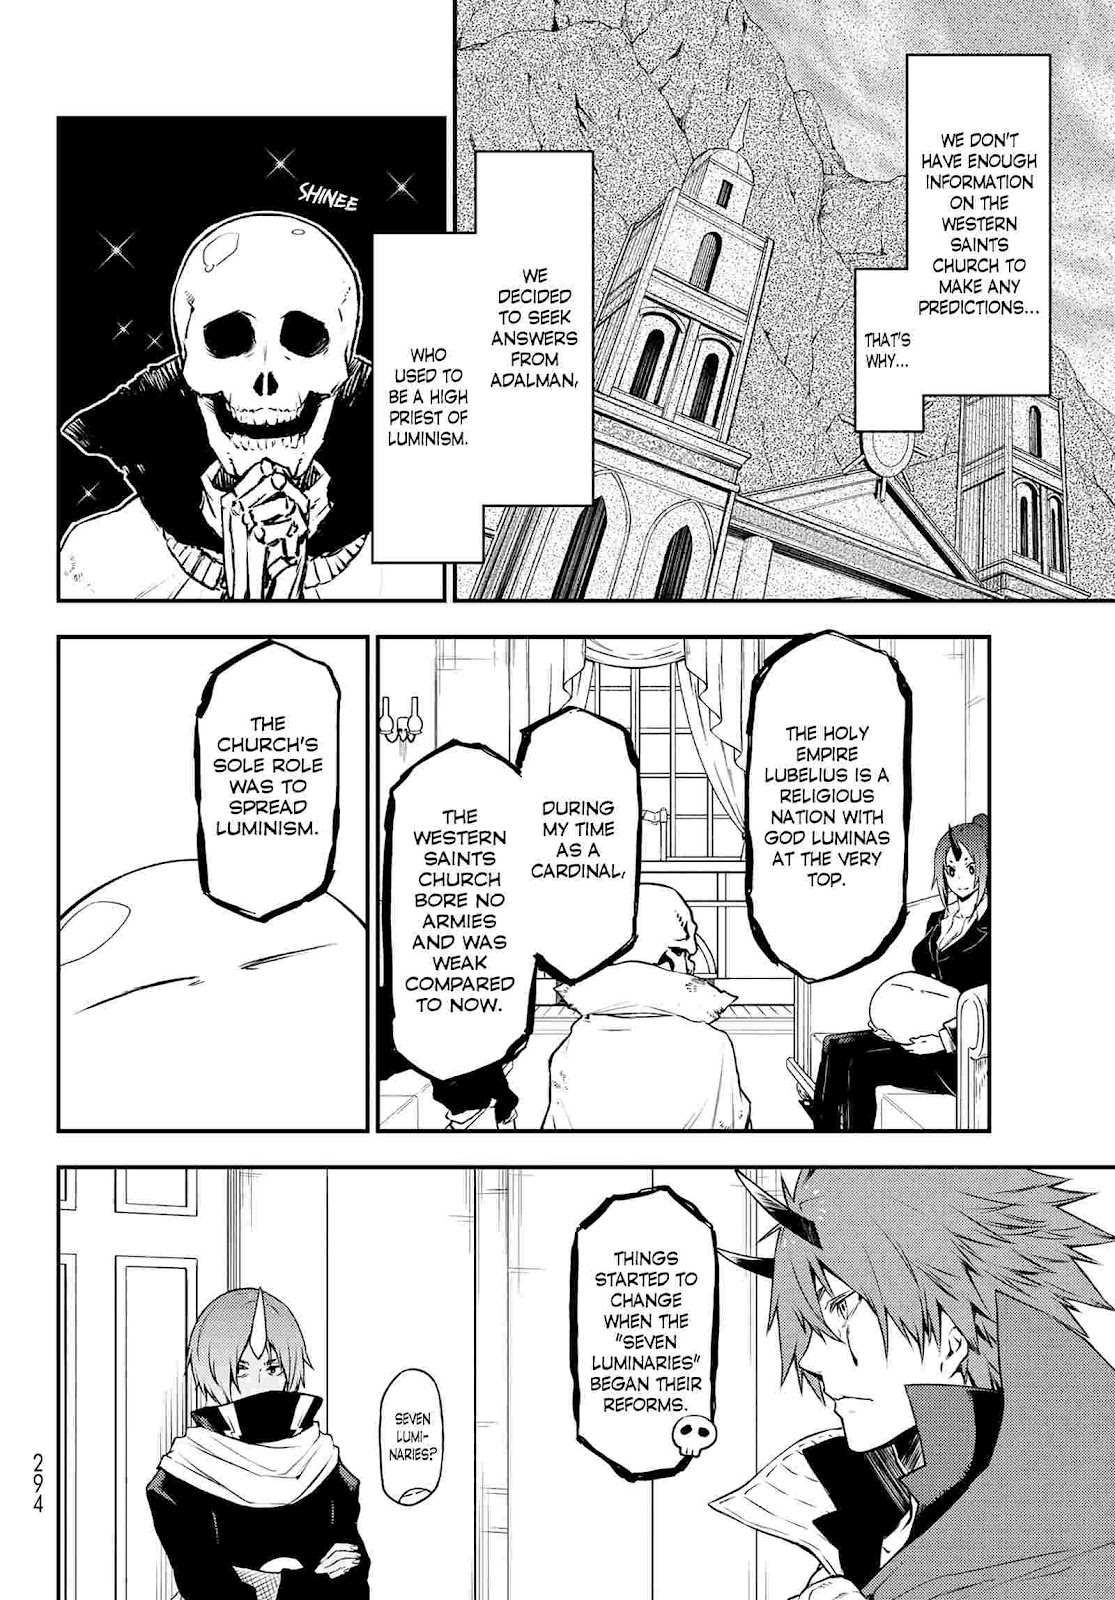 WE DON'T
HAVE ENOUGH
INFORMATION
ON THE
WESTERN
SAINTS
CHURCH TO
MAKE ANY
PREDICTIONS...
THAT'S
WHY...
WE
DECIDED
TO SEEK
ANSWERS
FROM
ADALMAN,
WHO
USED TO
BE A HIGH
PRIEST OF
LUMINISM.
SHINEE
THE HOLY
EMPIRE
LUBELIUS IS A
RELIGIOUS
NATION WITH
GOD LUMINAS
AT THE VERY
TOP.
DURING
MY TIME
AS A
CARDINAL,
THE
WESTERN
SAINTS
CHURCH
BORE NO
ARMIES
AND WAS
WEAK
COMPARED
TO NOW.
THE
CHURCH'S
SOLE ROLE
WAS TO
SPREAD
LUMINISM.
THINGS
STARTED TO
CHANGE
WHEN THE
"SEVEN
LUMINARIES"
BEGAN THEIR
REFORMS.
SEVEN
LUMI-
NARIES?
294